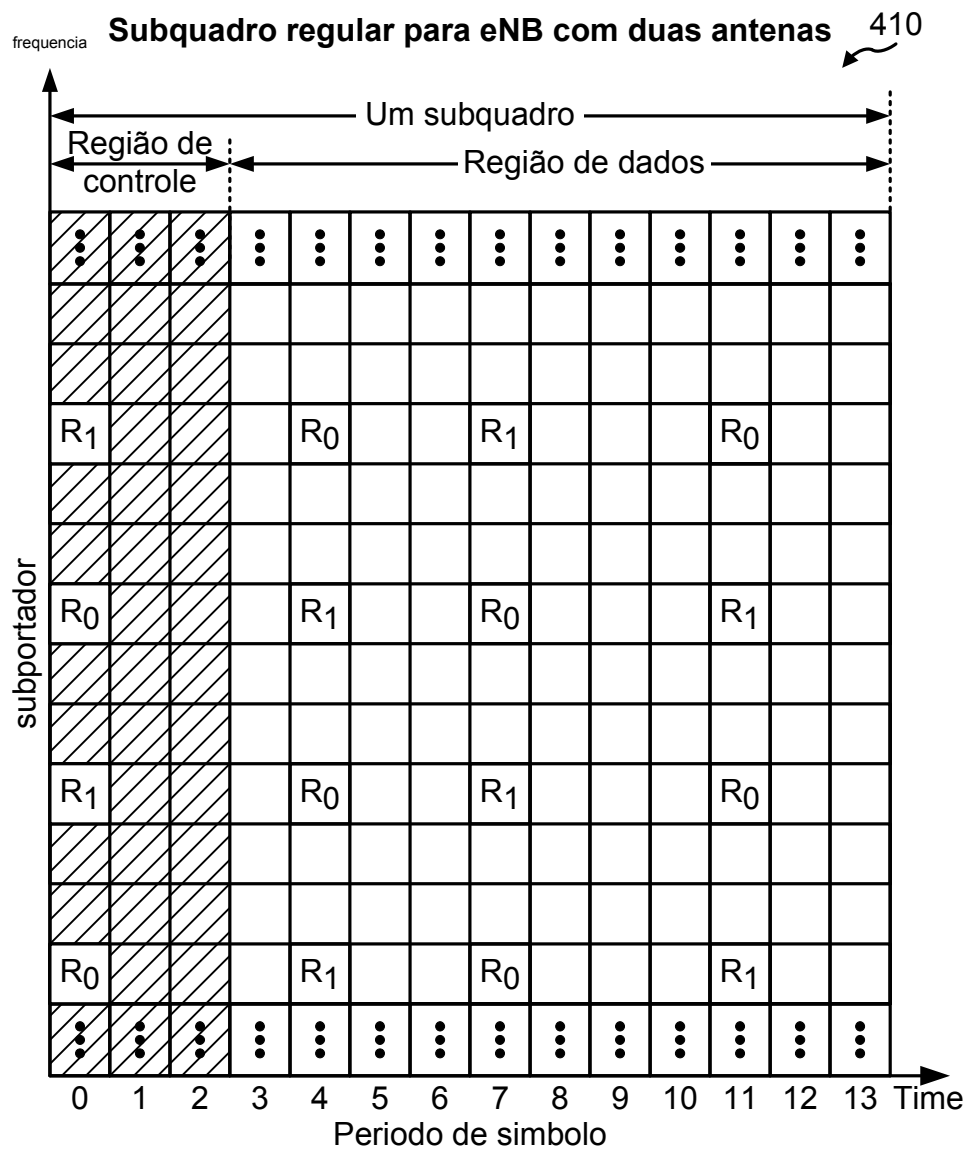 Subquadro regular para eNB com duas antenas
410
frequencia
Um subquadro
Região de
controle
Região de dados
R1 R0 R1 R0
R0 R1 R0 R1
R1 R0 R1 R0
R0 R1 R0 R1
subportador
0 1 2 3 4 5 6 7 8 9 10 11 12 13 Time
Periodo de simbolo